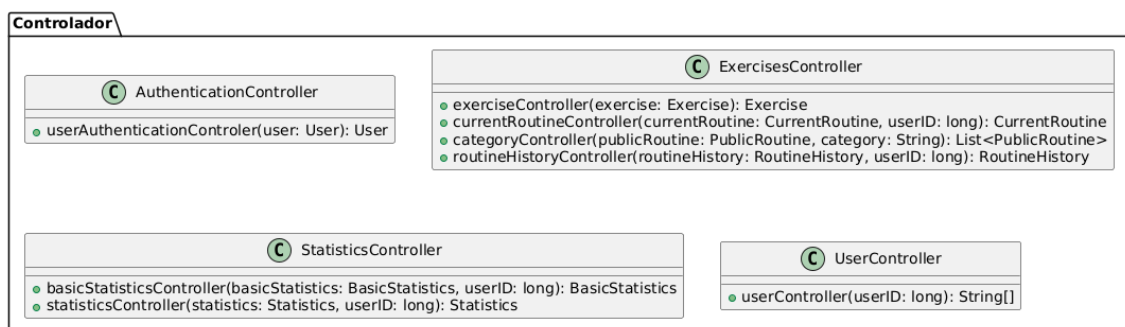 Controlador
C AuthenticationController
userAuthenticationControler(user: User): User
C ExercisesController
exerciseController(exercise: Exercise): Exercise
currentRoutineController(currentRoutine: CurrentRoutine, userID: long): CurrentRoutine
categoryController(publicRoutine: PublicRoutine, category: String): List<PublicRoutine>
routineHistoryController(routineHistory: RoutineHistory, userID: long): RoutineHistory
C StatisticsController
basicStatisticsController(basicStatistics: BasicStatistics, userID: long): BasicStatistics
statisticsController(statistics: Statistics, userID: long): Statistics
C UserController
userController(userID: long): String[]